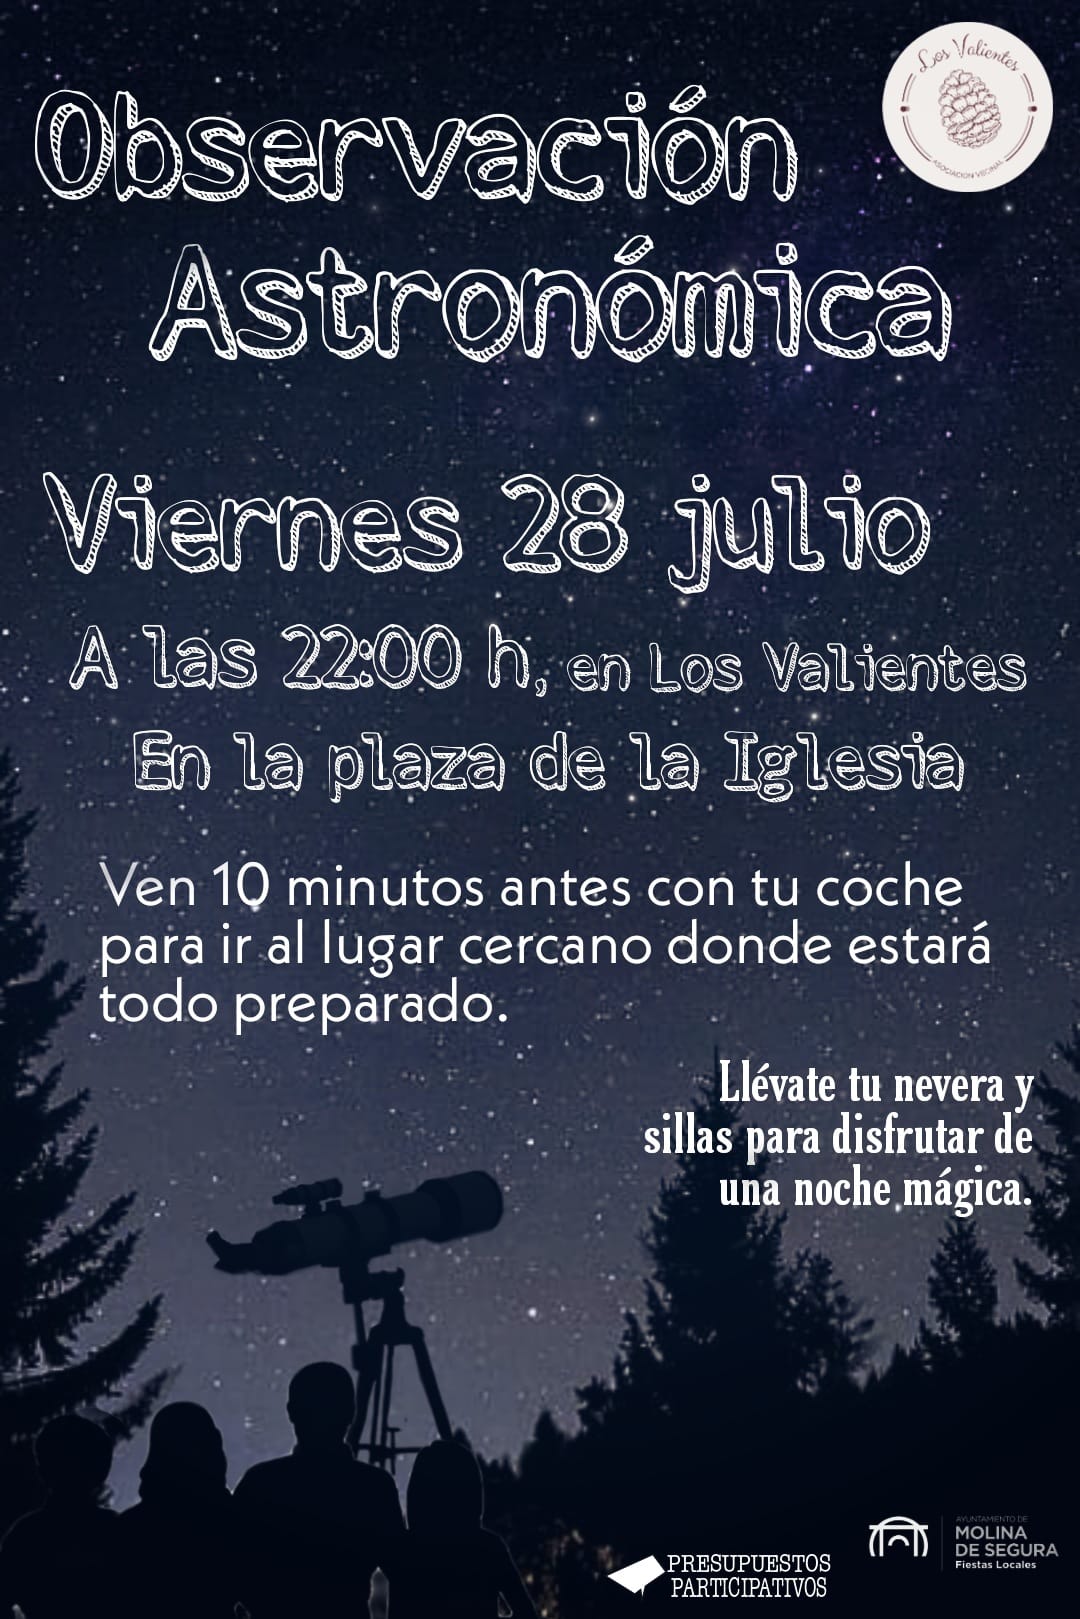 Los Valientes
ASOCIACIÓN VECINAL
Observación
Astronómica
Viernes 28 julio
A las 22:00 h, en Los Valientes
En la plaza de la Iglesia
Ven 10 minutos antes con tu coche
para ir al lugar cercano donde estará
todo preparado.
Llévate tu nevera y
sillas para disfrutar de
una noche mágica.
PRESUPUESTOS
PARTICIPATIVOS
AYUNTAMIENTO DE
MOLINA
DE SEGURA
Fiestas Locales